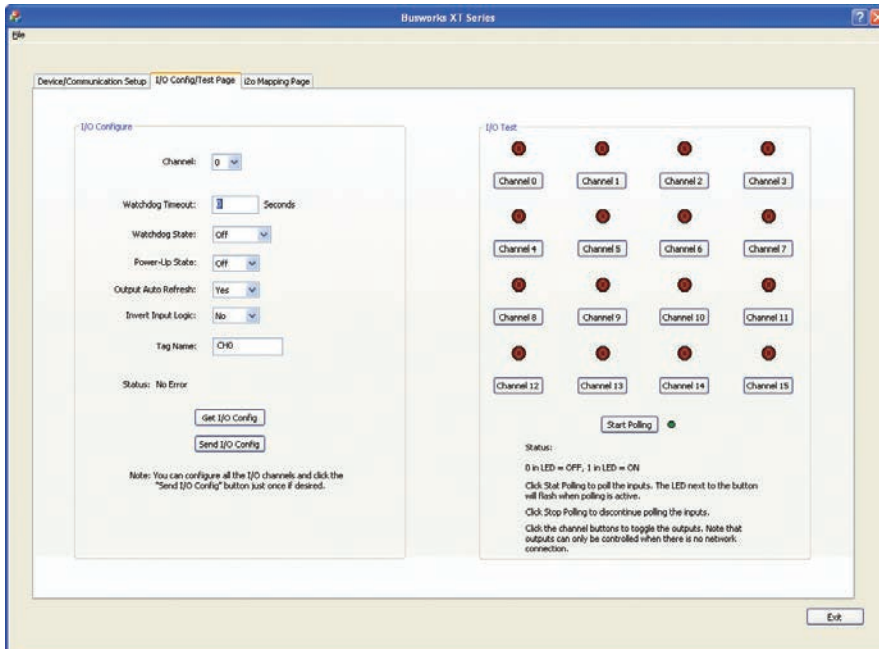 Busworks XT Series
File
Device/Communication Setup
I/O Config/Test Page
i2o Mapping Page
I/O Configure
Channel: 0
Watchdog Timeout: Seconds
Watchdog State: Off
Power-Up State: Off
Output Auto Refresh: Yes
Invert Input Logic: No
Tag Name: CH0
Status: No Error
Get I/O Config
Send I/O Config
Note: You can configure all the I/O channels and click the
"Send I/O Config" button just once if desired.
I/O Test
Channel 0 Channel 1 Channel 2 Channel 3
Channel 4 Channel 5 Channel 6 Channel 7
Channel 8 Channel 9 Channel 10 Channel 11
Channel 12 Channel 13 Channel 14 Channel 15
Start Polling
Status:
0 in LED = OFF, 1 in LED = ON
Click Stat Polling to poll the inputs. The LED next to the button
will flash when polling is active.
Click Stop Polling to discontinue polling the inputs.
Click the channel buttons to toggle the outputs. Note that
outputs can only be controlled when there is no network
connection.
Exit